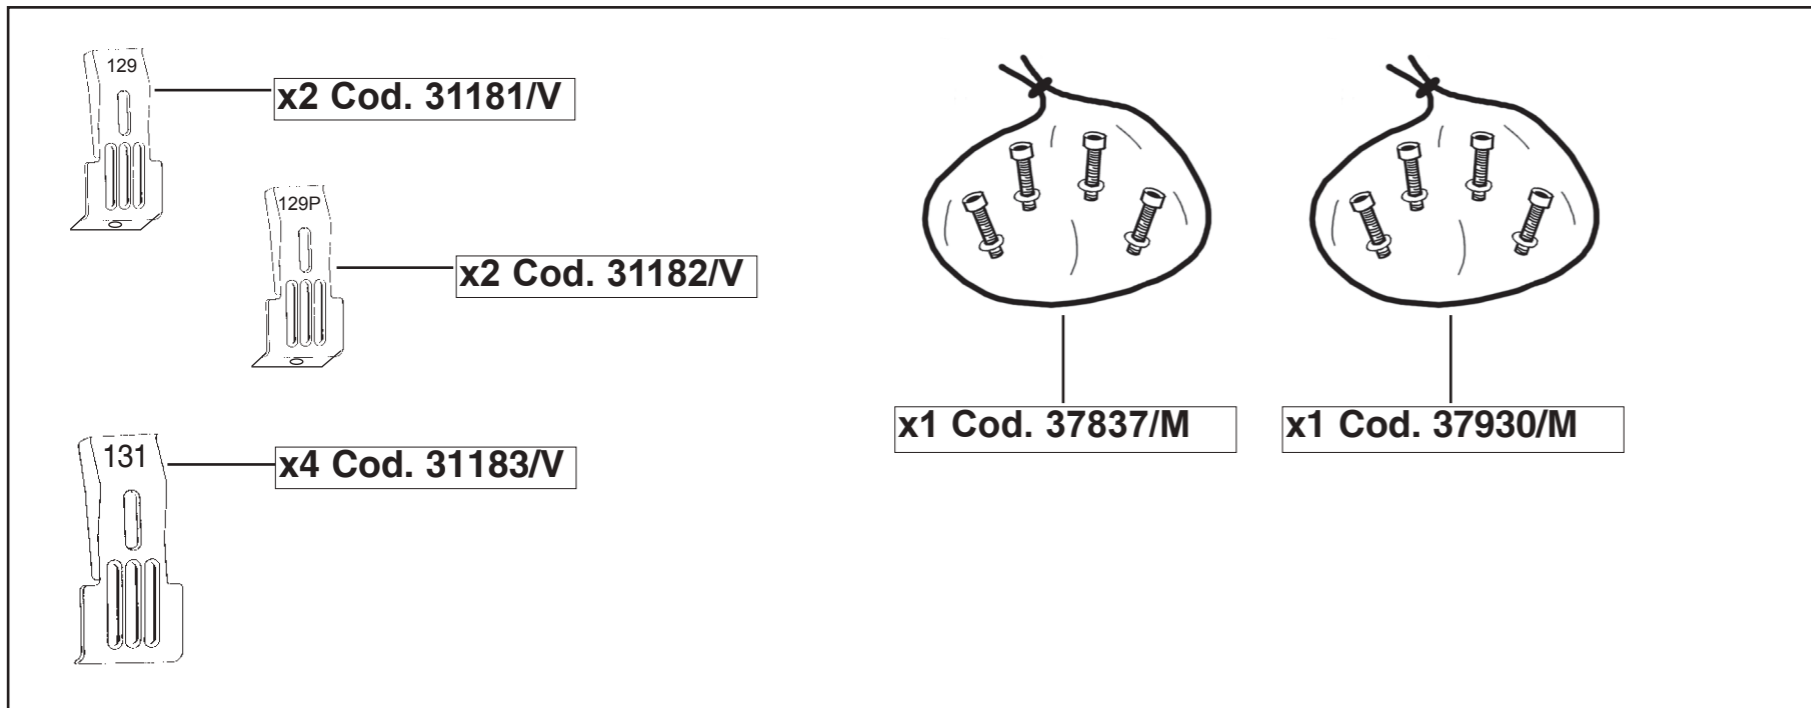 129
x2 Cod. 31181/V
129P
x2 Cod. 31182/V
131
x4 Cod. 31183/V
x1 Cod. 37837/M
x1 Cod. 37930/M